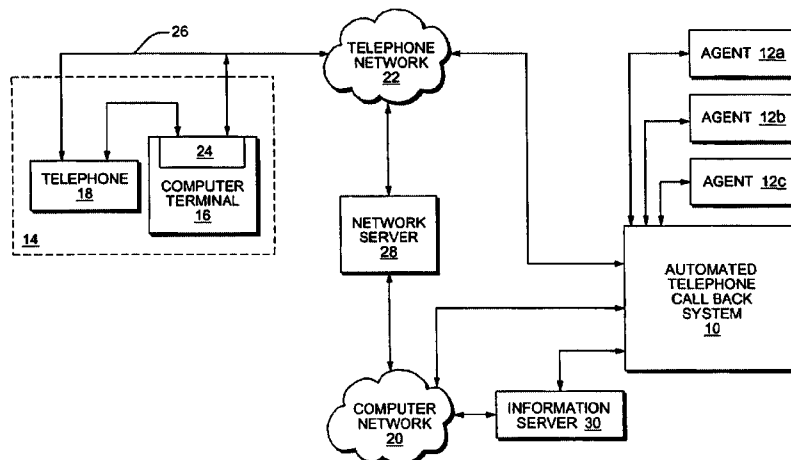 26
TELEPHONE
NETWORK
22
AGENT 12a
AGENT 12b
AGENT 12c
24
TELEPHONE
18
COMPUTER
TERMINAL
16
14
NETWORK
SERVER
28
AUTOMATED
TELEPHONE
CALL BACK
SYSTEM
10
COMPUTER
NETWORK
20
INFORMATION
SERVER 30